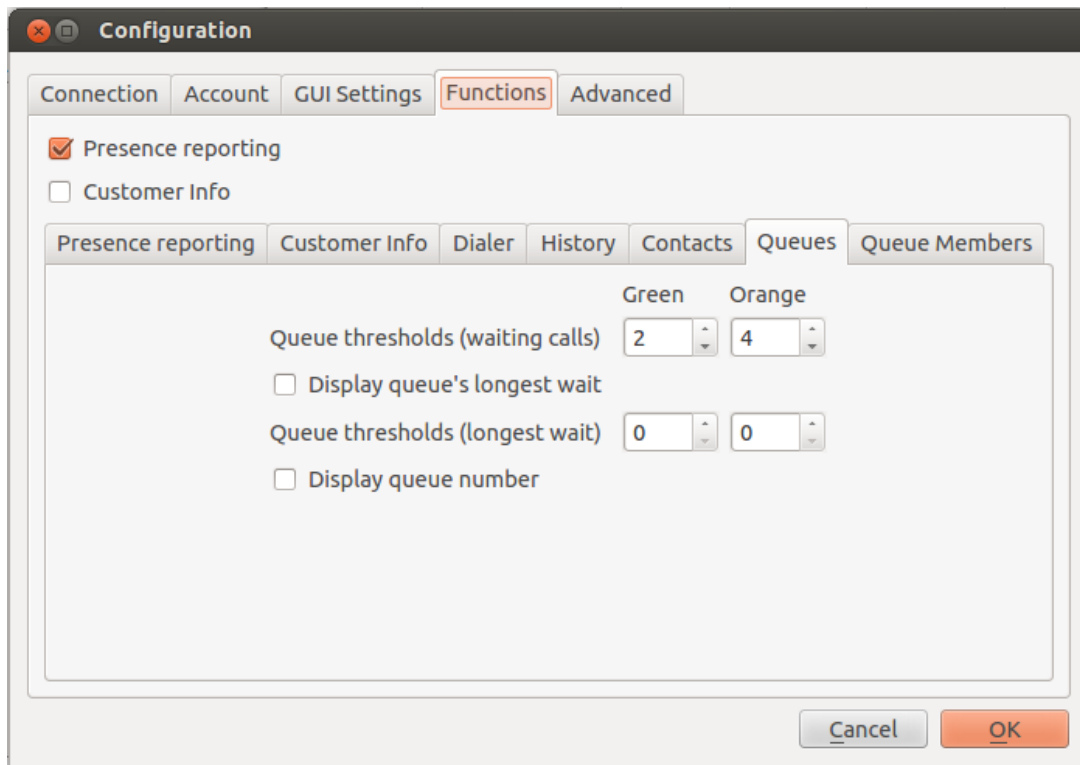 Configuration
Connection Account GUI Settings Functions Advanced
Presence reporting
Customer Info
Presence reporting Customer Info Dialer History Contacts Queues Queue Members
Green Orange
Queue thresholds (waiting calls) 2 4
Display queue's longest wait
Queue thresholds (longest wait) 0 0
Display queue number
Cancel OK